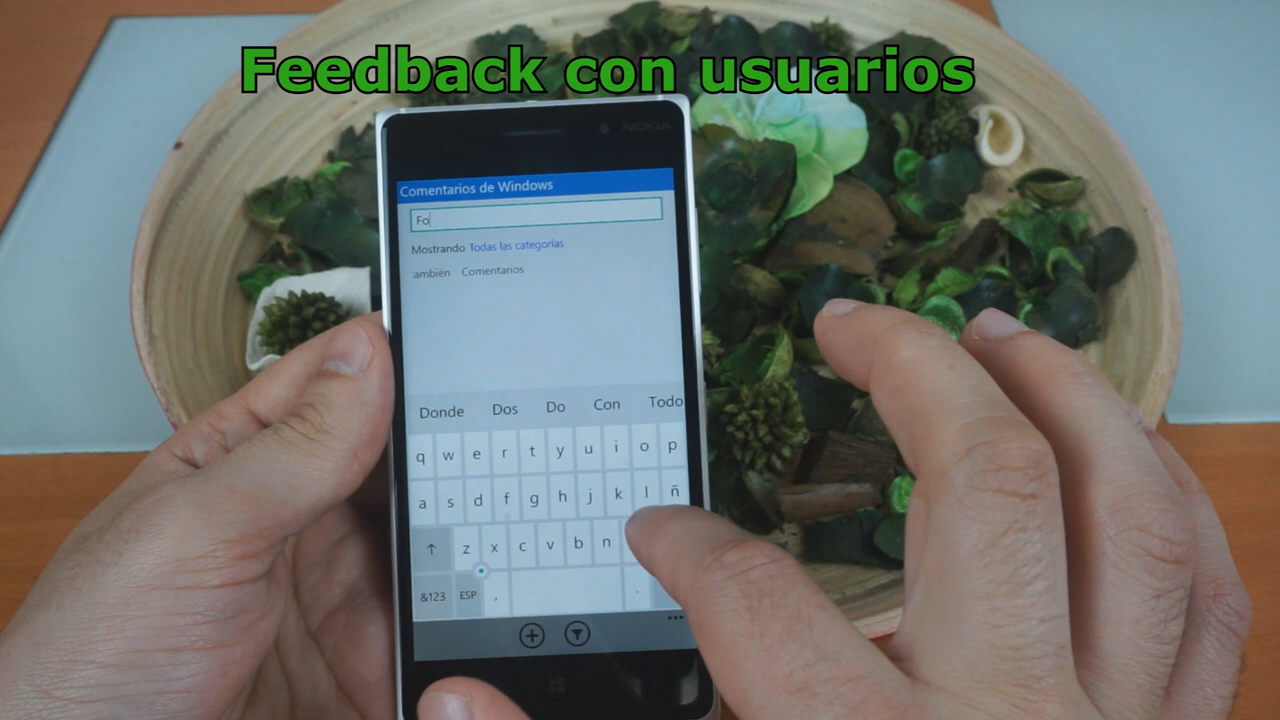 Feedback con usuarios
NOKIA
Comentarios de Windows
Fo
Mostrando Todas las categorías
ambién Comentarios
Donde Dos Do Con Todo
q w e r t y u i o p
a s d f g h j k l ñ
↑ z x c v b n
&123 ESP , .
...